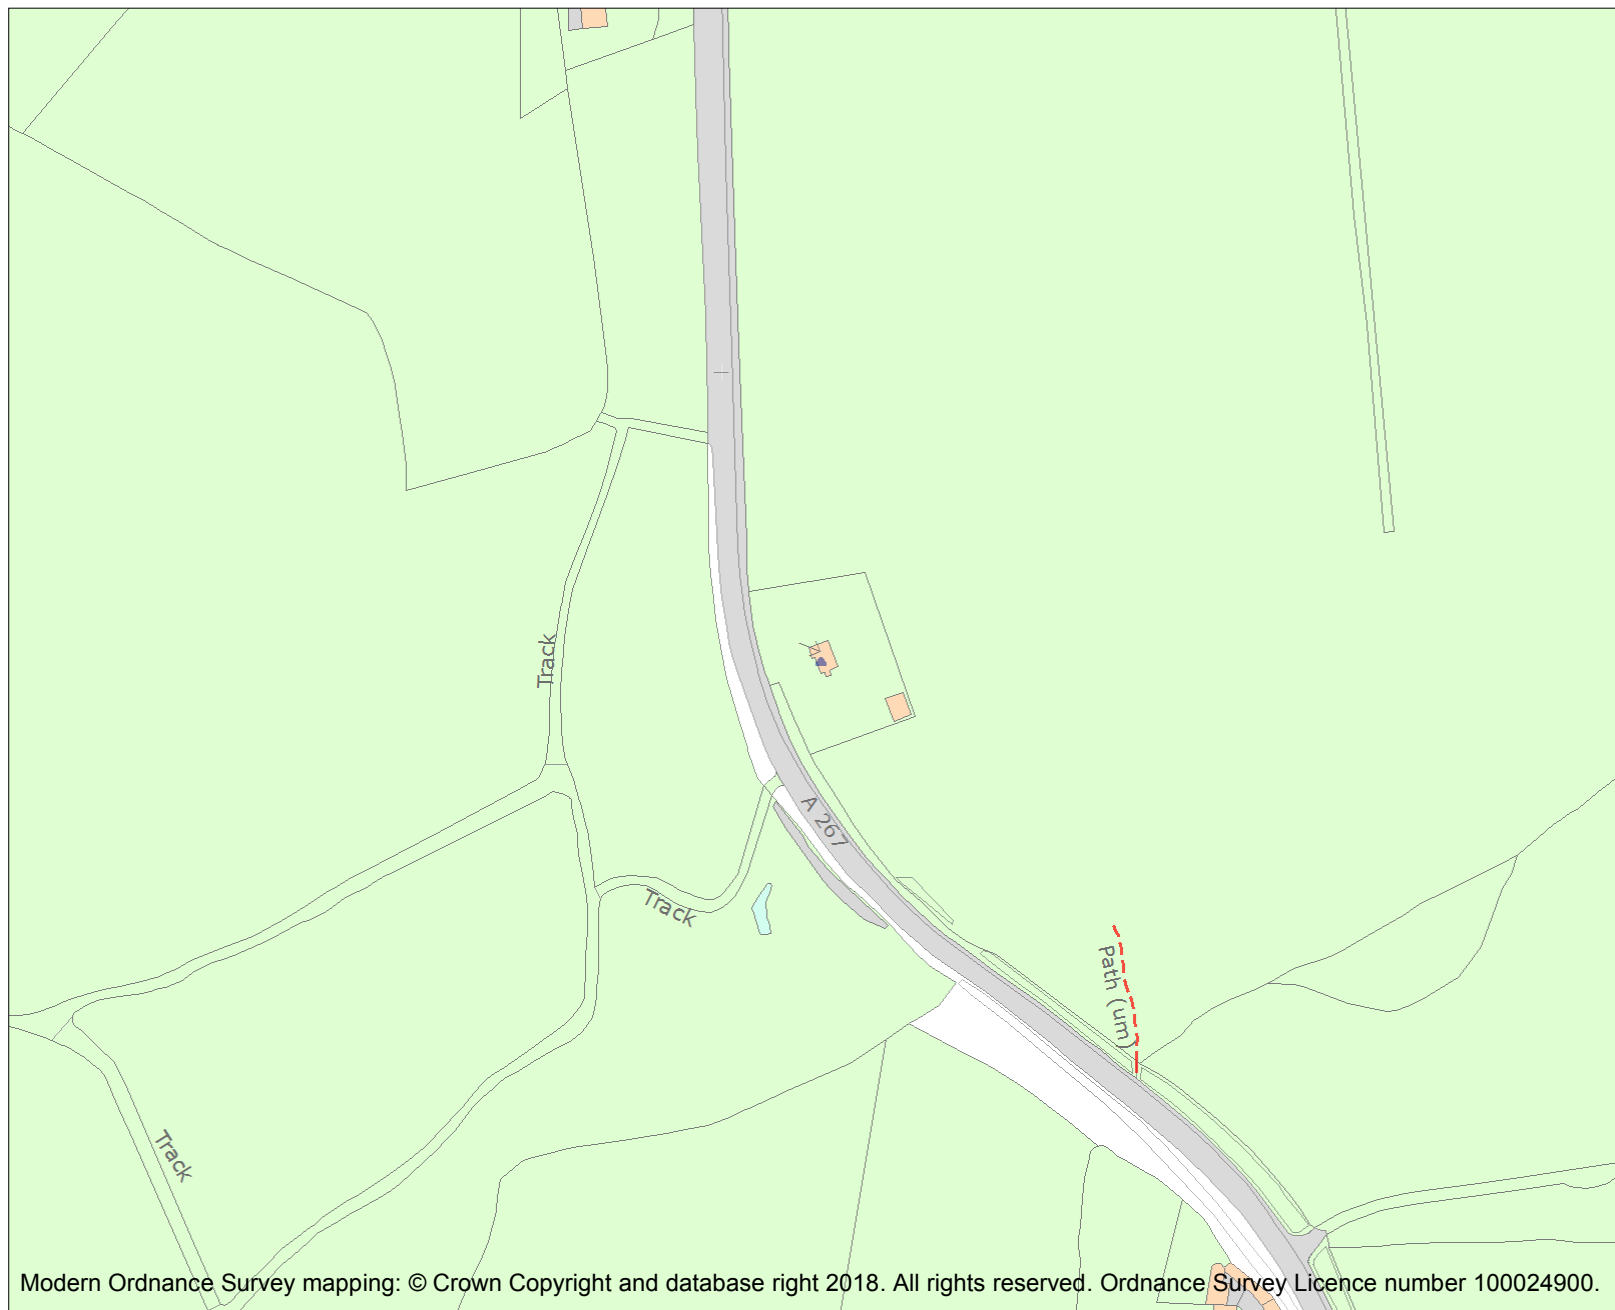 Track
A 267
Track
Path (um)
Track
Modern Ordnance Survey mapping: © Crown Copyright and database right 2018. All rights reserved. Ordnance Survey Licence number 100024900.